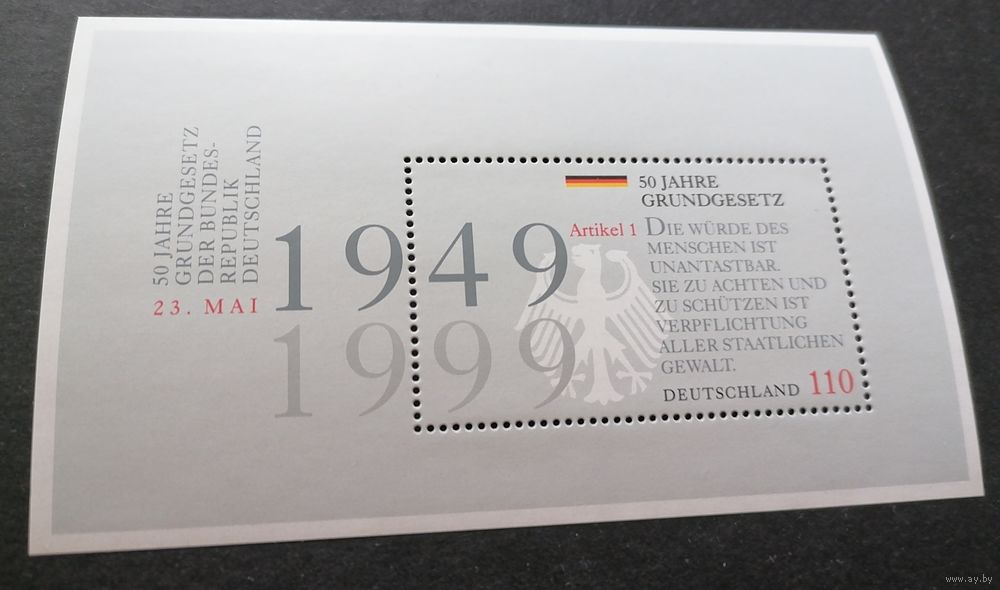 50 JAHRE
GRUNDGESETZ
DER BUNDES-
REPUBLIK
DEUTSCHLAND
23. MAI
1949
1999
50 JAHRE
GRUNDGESETZ
Artikel 1 DIE WÜRDE DES
MENSCHEN IST
UNANTASTBAR.
SIE ZU ACHTEN UND
ZU SCHÜTZEN IST
VERPFLICHTUNG
ALLER STAATLICHEN
GEWALT.
DEUTSCHLAND 110
www.ay.by